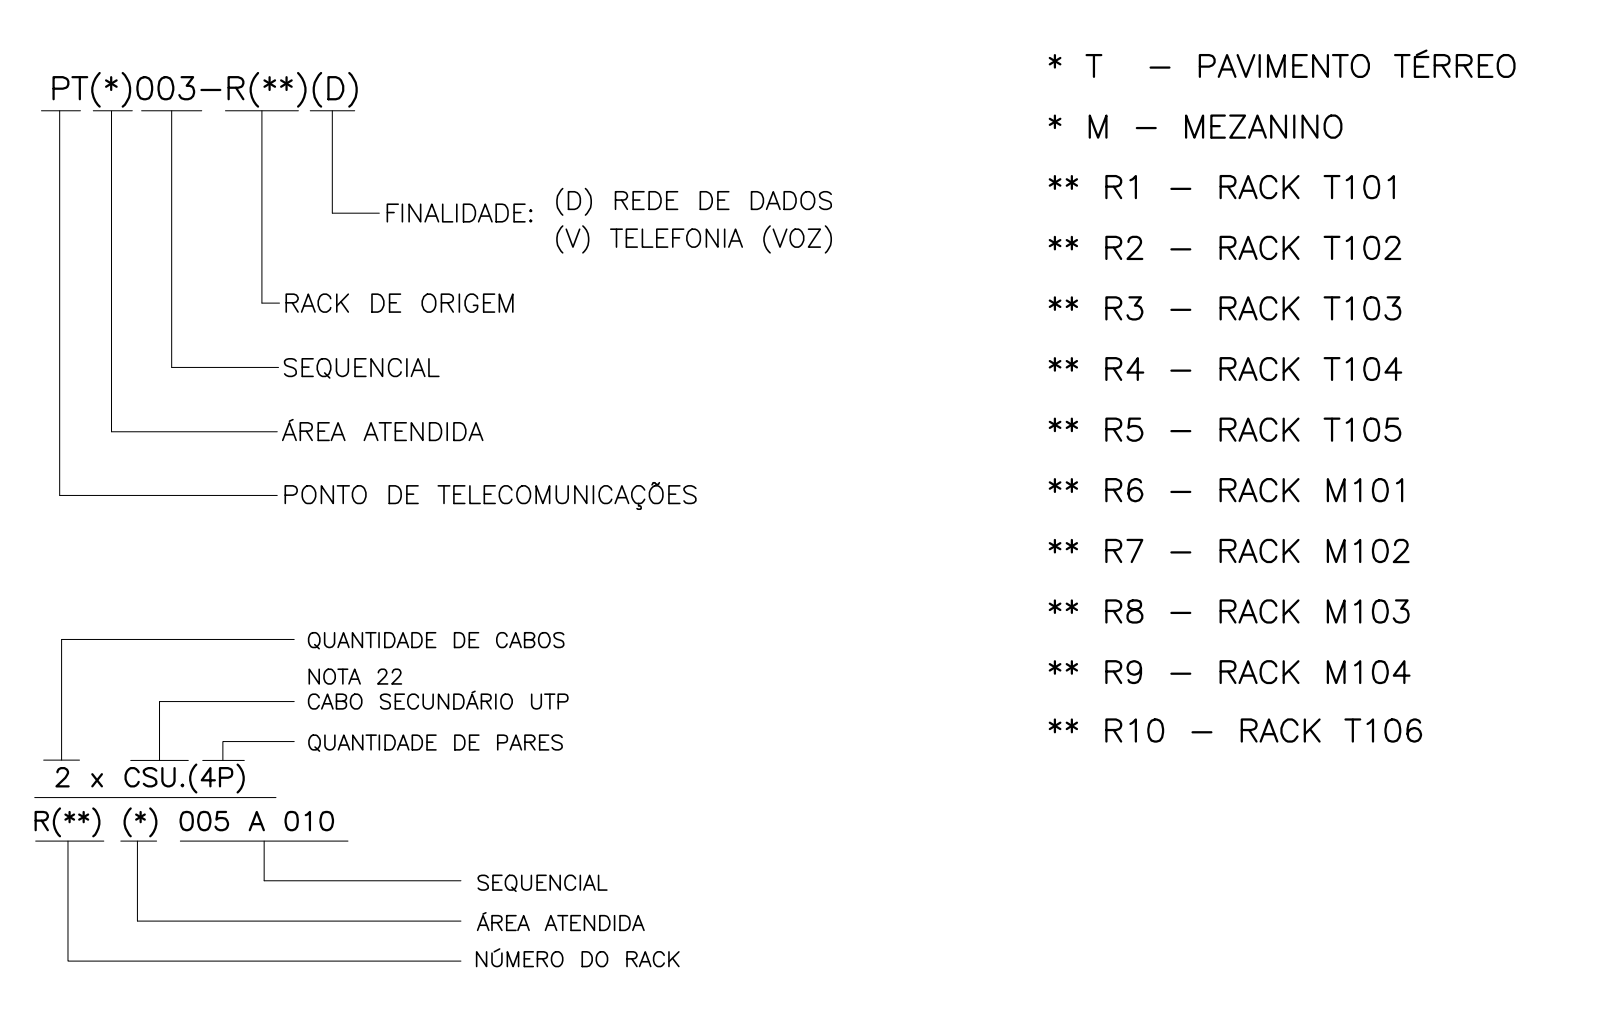 PT(*)003-R(**)(D)
FINALIDADE: (D) REDE DE DADOS
(V) TELEFONIA (VOZ)
RACK DE ORIGEM
SEQUENCIAL
ÁREA ATENDIDA
PONTO DE TELECOMUNICAÇÕES
QUANTIDADE DE CABOS
NOTA 22
CABO SECUNDÁRIO UTP
QUANTIDADE DE PARES
2 x CSU.(4P)
R(**) (*) 005 A 010
SEQUENCIAL
ÁREA ATENDIDA
NÚMERO DO RACK
* T - PAVIMENTO TÉRREO
* M - MEZANINO
** R1 - RACK T101
** R2 - RACK T102
** R3 - RACK T103
** R4 - RACK T104
** R5 - RACK T105
** R6 - RACK M101
** R7 - RACK M102
** R8 - RACK M103
** R9 - RACK M104
** R10 - RACK T106